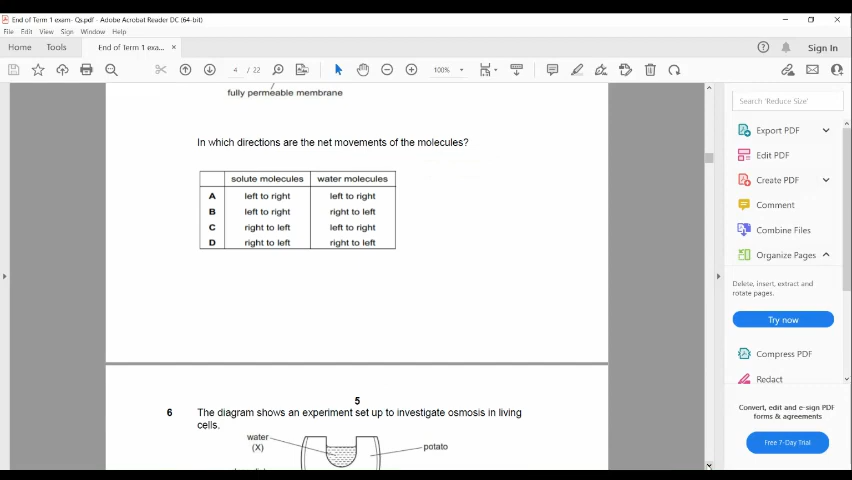 End of Term 1 exam- Qs.pdf - Adobe Acrobat Reader DC (64-bit)
File Edit View Sign Window Help
Home Tools End of Term 1 exa... × Sign In
4 / 22 100%
fully permeable membrane
In which directions are the net movements of the molecules?
solute molecules water molecules
A left to right left to right
B left to right right to left
C right to left left to right
D right to left right to left
5
6 The diagram shows an experiment set up to investigate osmosis in living
cells.
water
(X)
potato
Search 'Reduce Size'
Export PDF
Edit PDF
Create PDF
Comment
Combine Files
Organize Pages
Delete, insert, extract and
rotate pages.
Try now
Compress PDF
Redact
Convert, edit and e-sign PDF
forms & agreements
Free 7-Day Trial